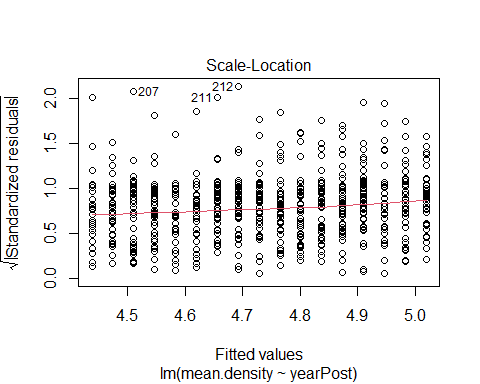 Scale-Location
√|Standardized residuals|
2.0
1.5
1.0
0.5
0.0
207
211
212
4.5 4.6 4.7 4.8 4.9 5.0
Fitted values
lm(mean.density ~ yearPost)